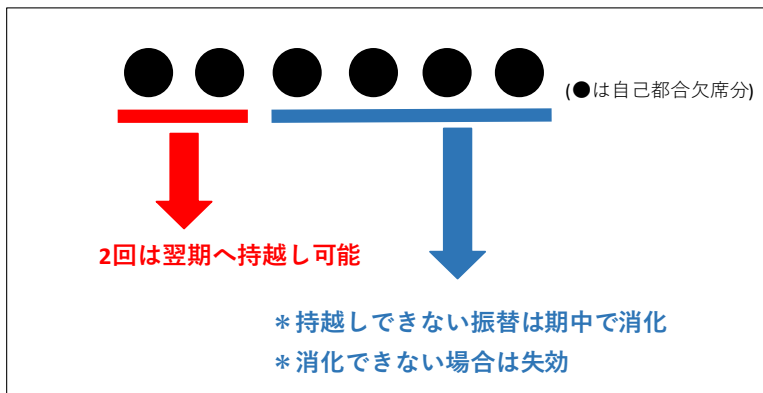 (●は自己都合欠席分)
2回は翌期へ持越し可能
＊持越しできない振替は期中で消化
＊消化できない場合は失効